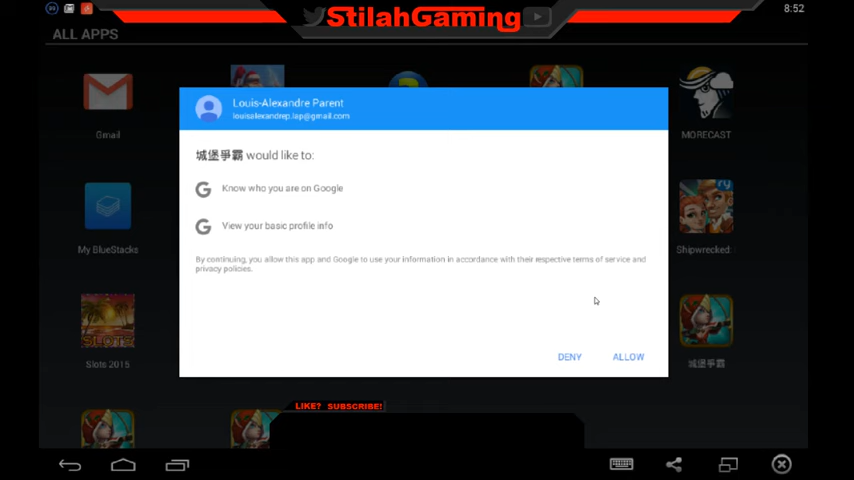 StilahGaming
8:52
ALL APPS
Louis-Alexandre Parent
louisalexandrep.lap@gmail.com
城堡爭霸 would like to:
Know who you are on Google
View your basic profile info
By continuing, you allow this app and Google to use your information in accordance with their respective terms of service and
privacy policies.
DENY
ALLOW
Gmail
MORECAST
My BlueStacks
Shipwrecked:
Slots 2015
SLOTS
城堡爭霸
LIKE? SUBSCRIBE!